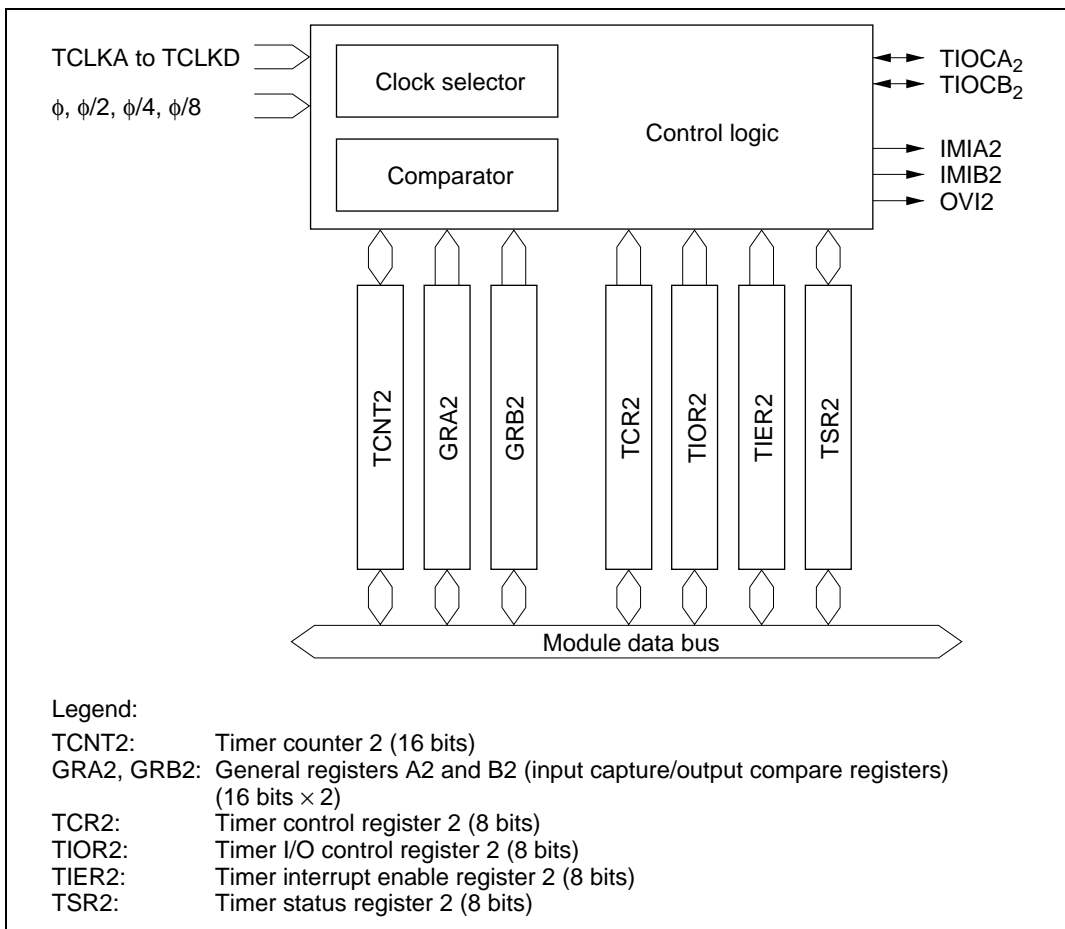 TCLKA to TCLKD
ϕ, ϕ/2, ϕ/4, ϕ/8
Clock selector
Comparator
Control logic
TIOCA2
TIOCB2
IMIA2
IMIB2
OVI2
TCNT2
GRA2
GRB2
TCR2
TIOR2
TIER2
TSR2
Module data bus
Legend:
TCNT2: Timer counter 2 (16 bits)
GRA2, GRB2: General registers A2 and B2 (input capture/output compare registers)
(16 bits × 2)
TCR2: Timer control register 2 (8 bits)
TIOR2: Timer I/O control register 2 (8 bits)
TIER2: Timer interrupt enable register 2 (8 bits)
TSR2: Timer status register 2 (8 bits)